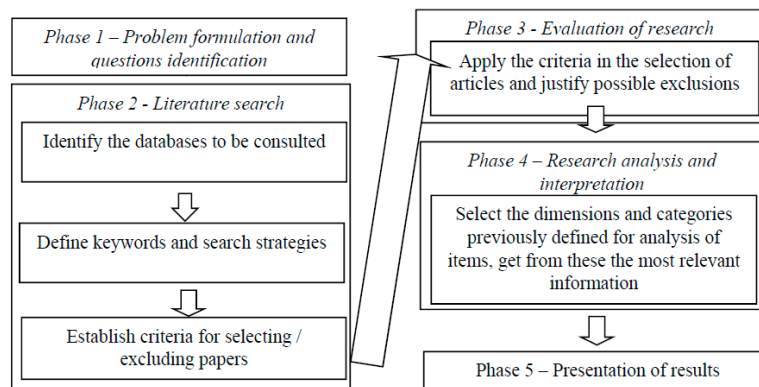 Phase 1 – Problem formulation and
questions identification
Phase 2 - Literature search
Identify the databases to be consulted
Define keywords and search strategies
Establish criteria for selecting /
excluding papers
Phase 3 - Evaluation of research
Apply the criteria in the selection of
articles and justify possible exclusions
Phase 4 – Research analysis and
interpretation
Select the dimensions and categories
previously defined for analysis of
items, get from these the most relevant
information
Phase 5 - Presentation of results